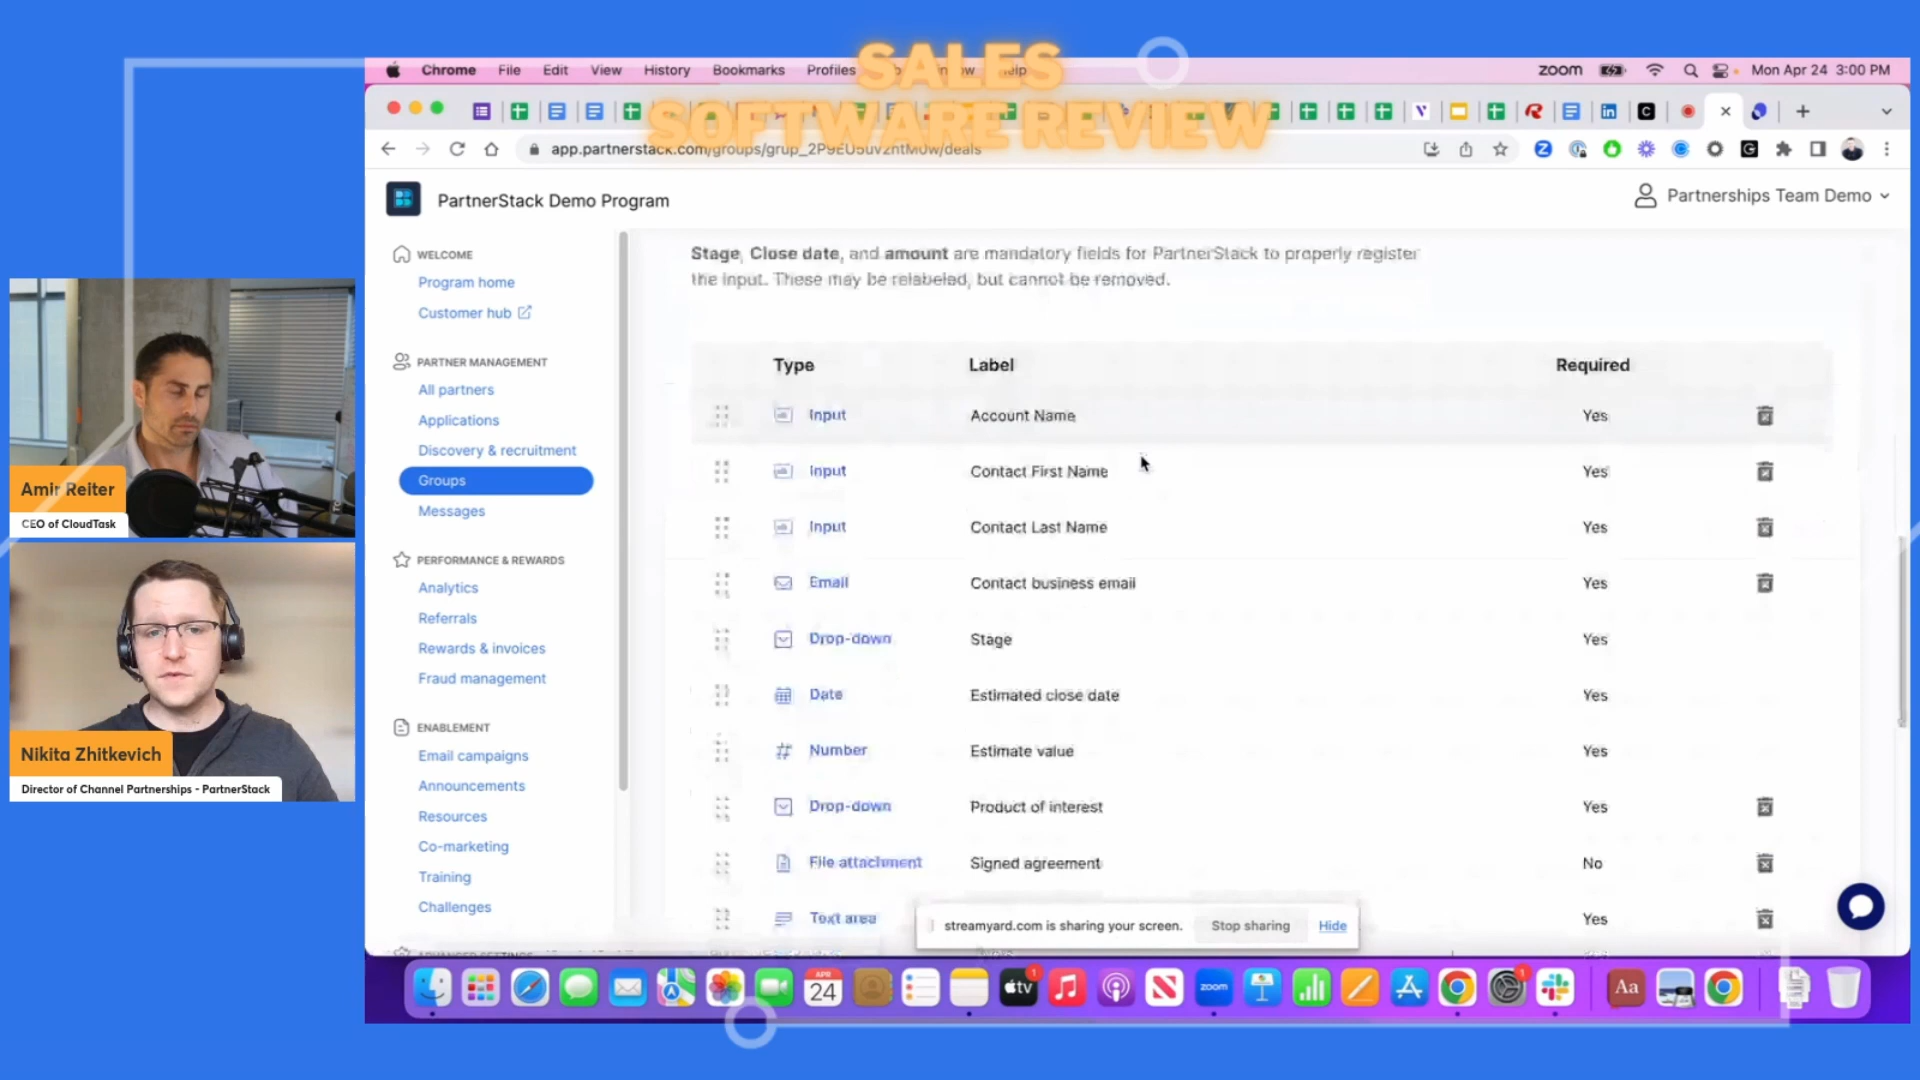 SALES
SOFTWARE REVIEW
Chrome File Edit View History Bookmarks Profiles
zoom Mon Apr 24 3:00 PM
app.partnerstack.com/groups/grup_2P9EU5uv2ntM0w/deals
PartnerStack Demo Program
Partnerships Team Demo
WELCOME
Program home
Customer hub
PARTNER MANAGEMENT
All partners
Applications
Discovery & recruitment
Groups
Messages
PERFORMANCE & REWARDS
Analytics
Referrals
Rewards & invoices
Fraud management
ENABLEMENT
Email campaigns
Announcements
Resources
Co-marketing
Training
Challenges
Stage, Close date, and amount are mandatory fields for PartnerStack to properly register
the input. These may be relabeled, but cannot be removed.
Type Label Required
Input Account Name Yes
Input Contact First Name Yes
Input Contact Last Name Yes
Email Contact business email Yes
Drop-down Stage Yes
Date Estimated close date Yes
Number Estimate value Yes
Drop-down Product of interest Yes
File attachment Signed agreement No
Text area Yes
streamyard.com is sharing your screen. Stop sharing Hide
Amir Reiter
CEO of CloudTask
Nikita Zhitkevich
Director of Channel Partnerships - PartnerStack
APR
24
tv
1
zoom
1
Aa